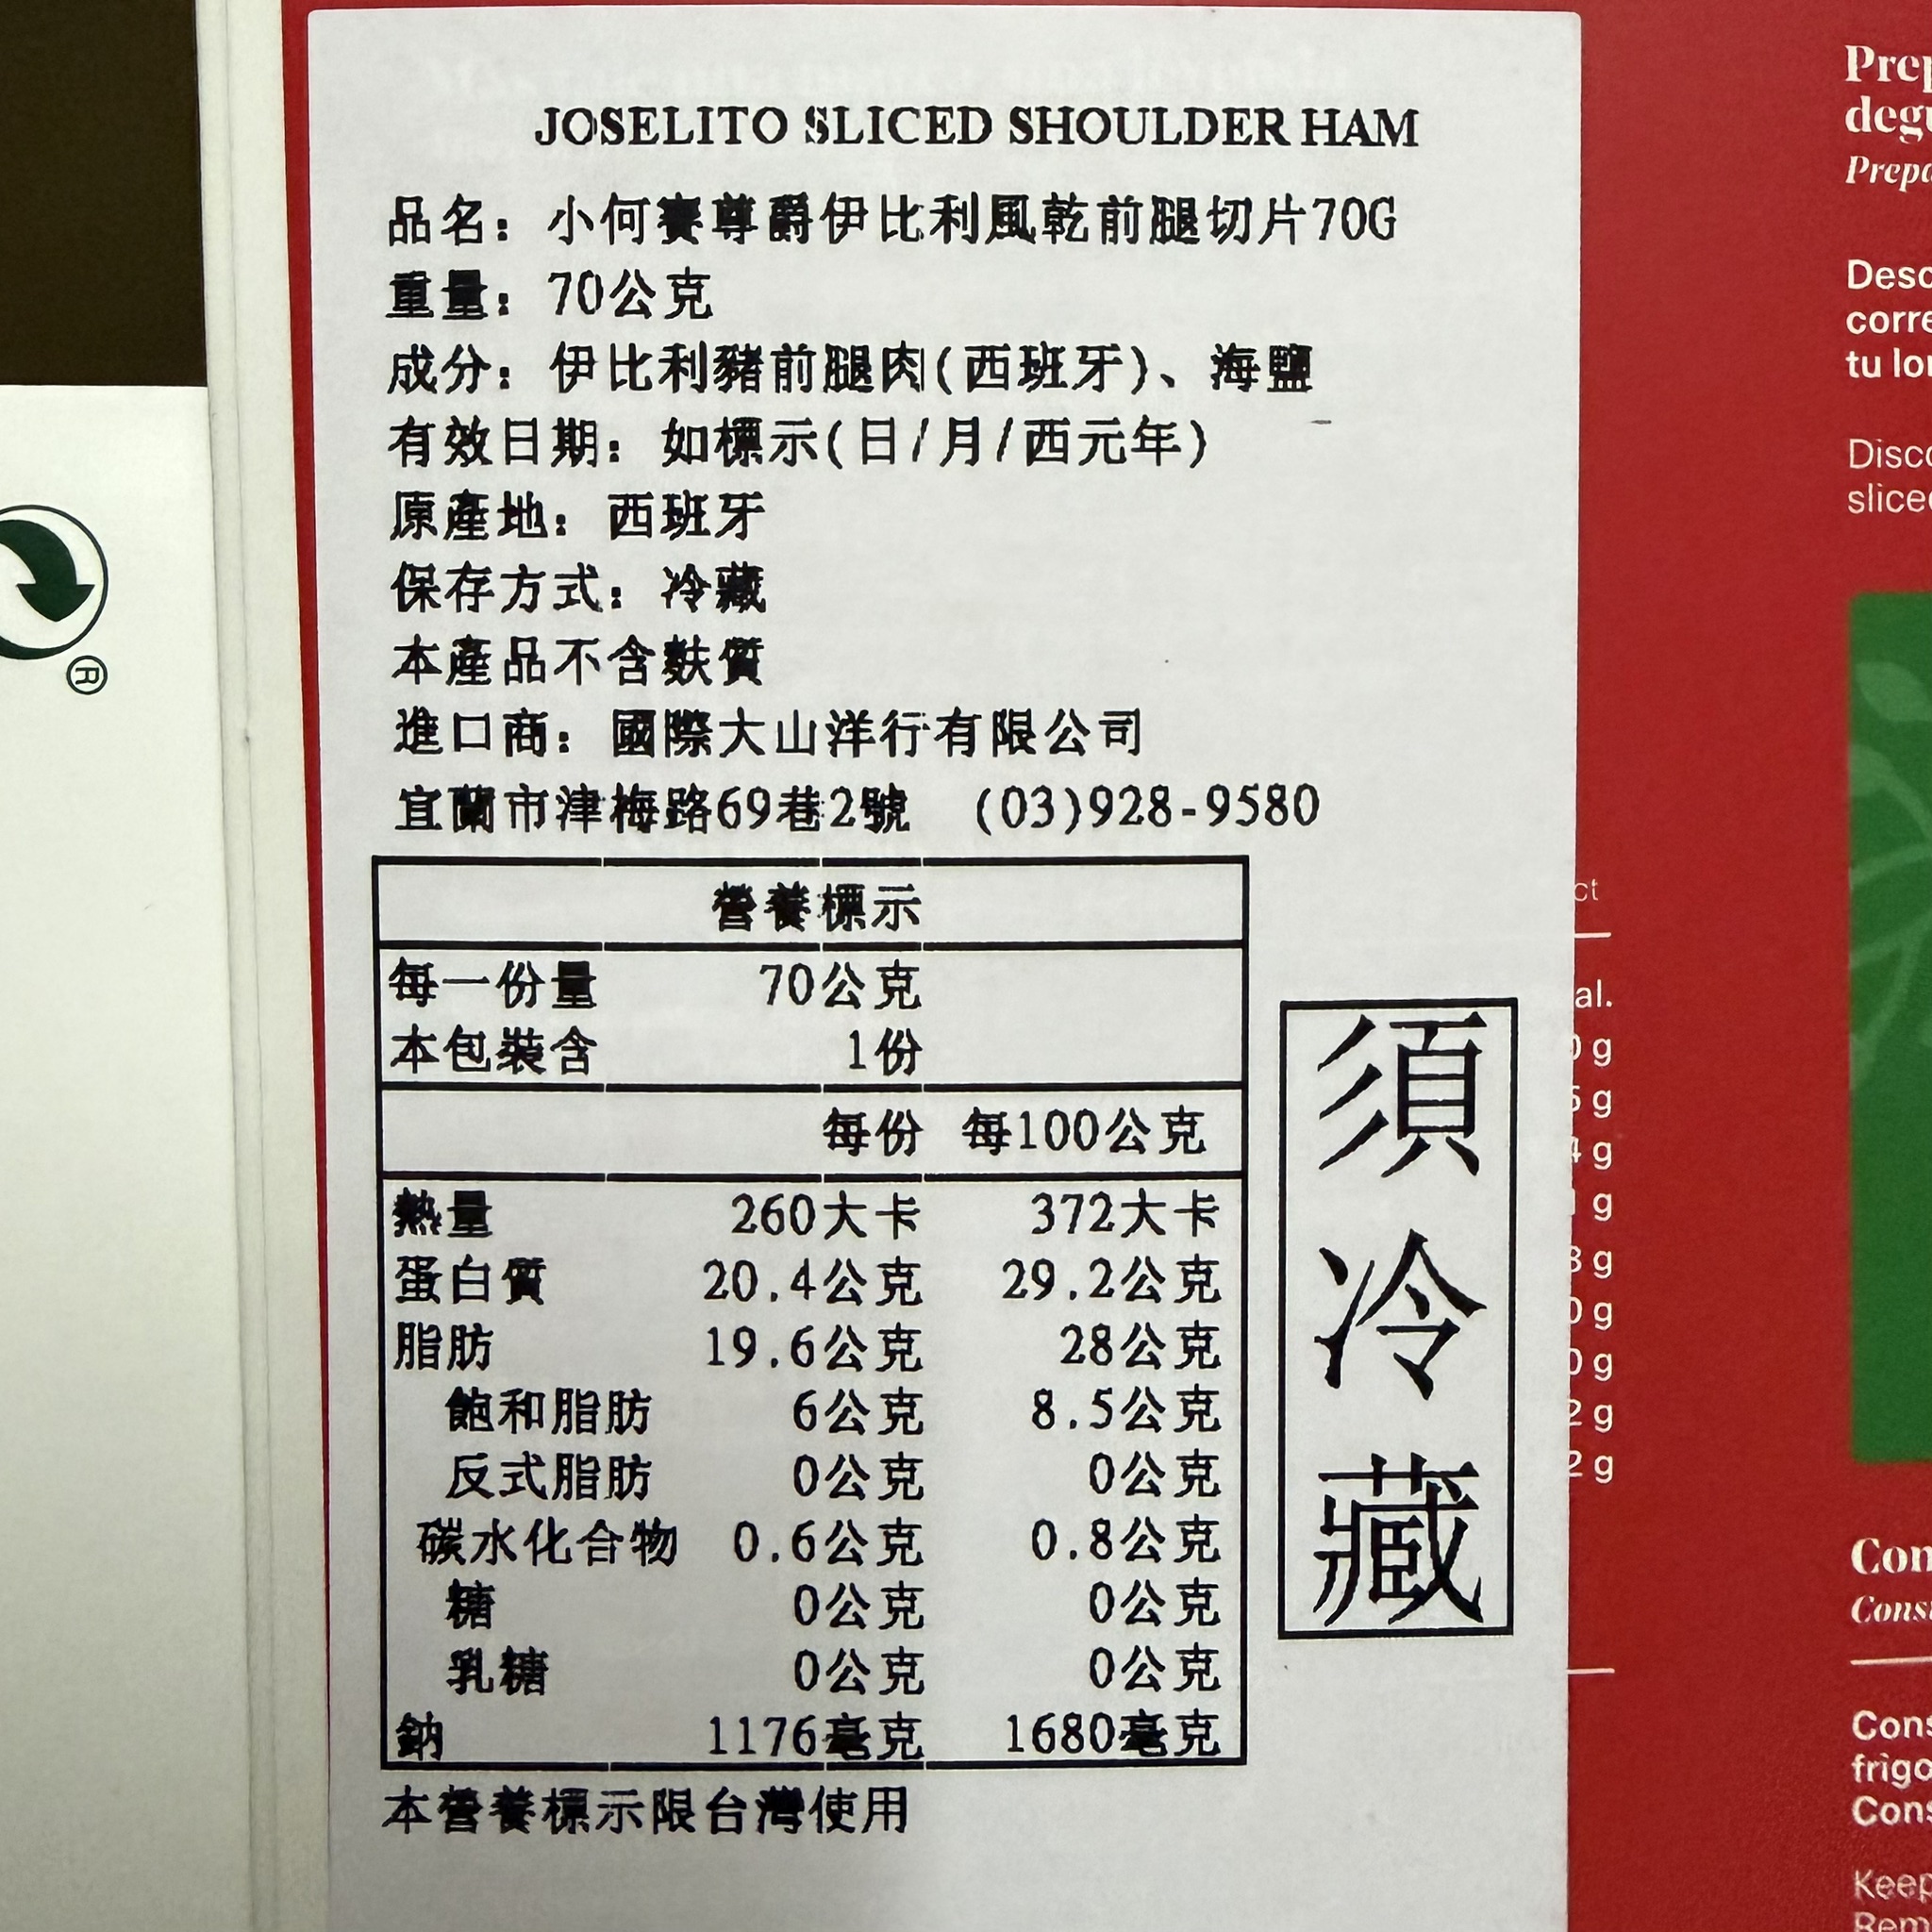 JOSELITO SLICED SHOULDER HAM
品名：小何賽尊爵伊比利風乾前腿切片70G
重量：70公克
成分：伊比利豬前腿肉(西班牙)、海鹽
有效日期：如標示(日/月/西元年)
原產地：西班牙
保存方式：冷藏
本產品不含麩質
進口商：國際大山洋行有限公司
宜蘭市津梅路69巷2號 (03)928-9580
營養標示
每一份量 70公克
本包裝含 1份
每份 每100公克
熱量 260大卡 372大卡
蛋白質 20.4公克 29.2公克
脂肪 19.6公克 28公克
飽和脂肪 6公克 8.5公克
反式脂肪 0公克 0公克
碳水化合物 0.6公克 0.8公克
糖 0公克 0公克
乳糖 0公克 0公克
鈉 1176毫克 1680毫克
本營養標示限台灣使用
須冷藏
®
g
g
g
g
g
g
g
g
g
tu